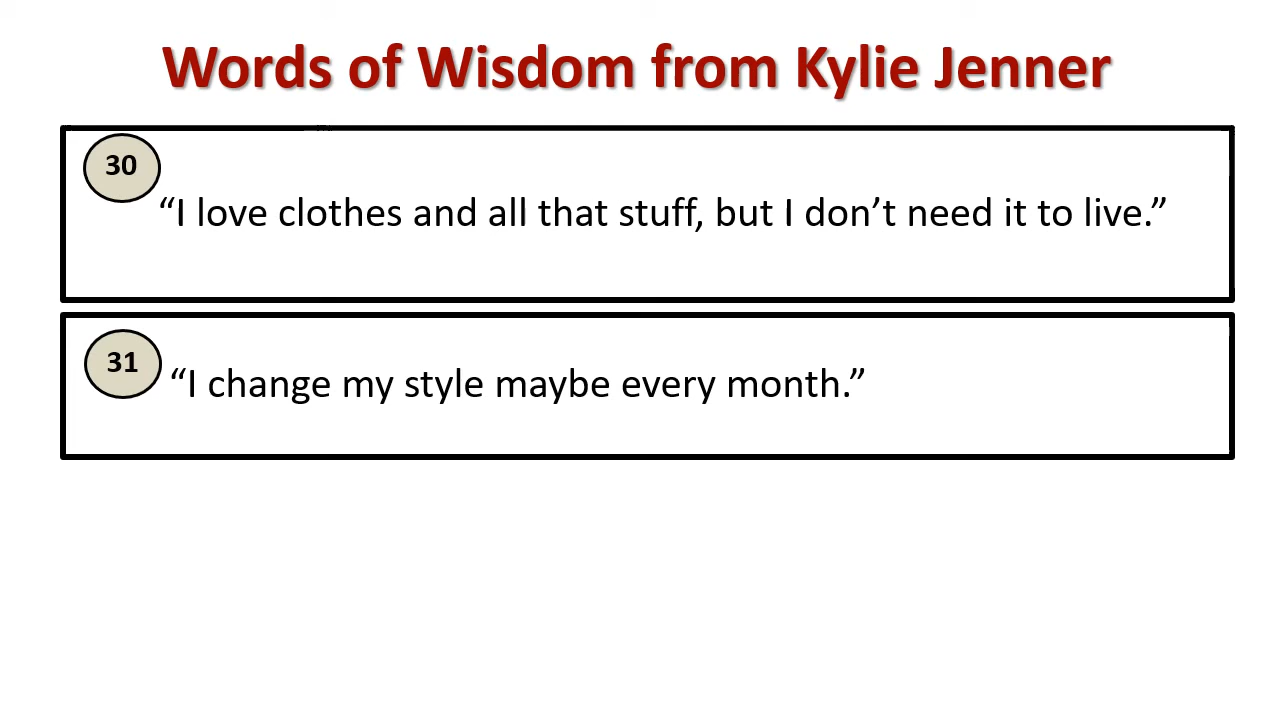 Words of Wisdom from Kylie Jenner
30
“I love clothes and all that stuff, but I don’t need it to live.”
31
“I change my style maybe every month.”